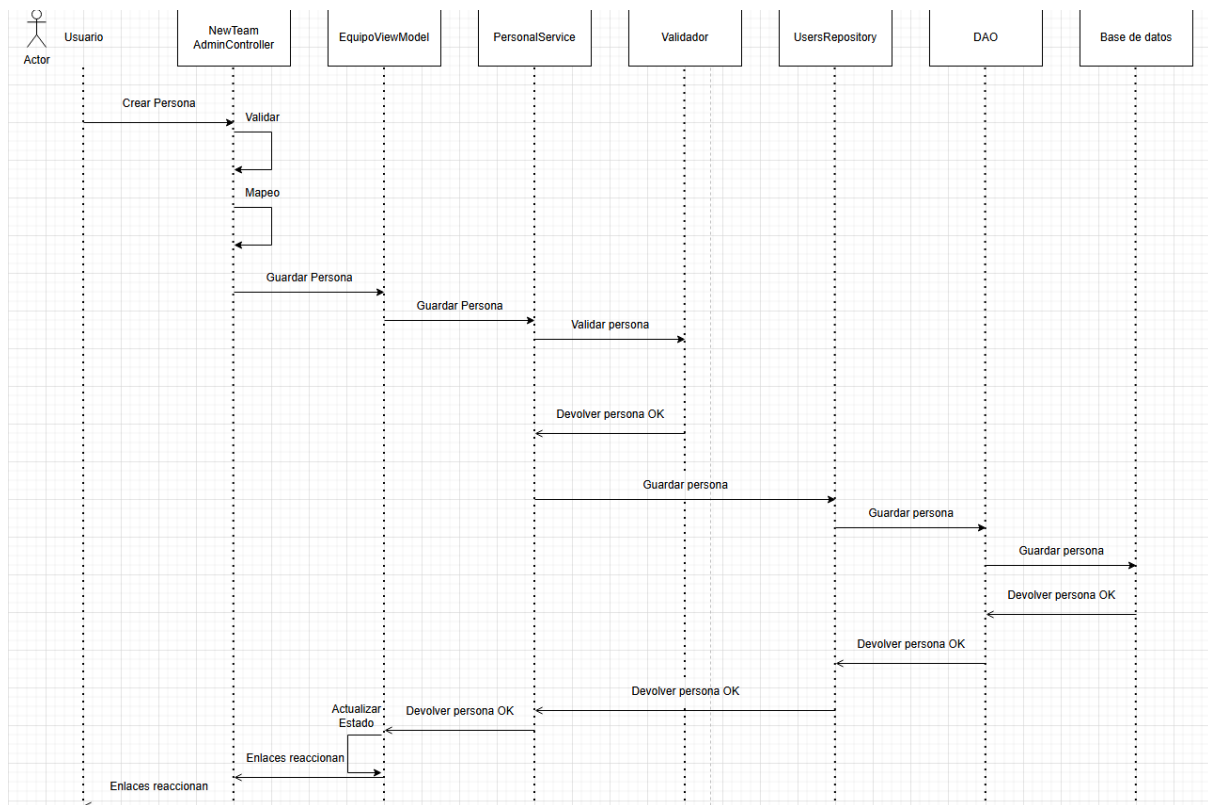 Usuario
Actor
NewTeam
AdminController
EquipoViewModel
PersonalService
Validador
UsersRepository
DAO
Base de datos
Crear Persona
Validar
Mapeo
Guardar Persona
Guardar Persona
Validar persona
Devolver persona OK
Guardar persona
Guardar persona
Guardar persona
Devolver persona OK
Devolver persona OK
Devolver persona OK
Devolver persona OK
Actualizar
Estado
Enlaces reaccionan
Enlaces reaccionan